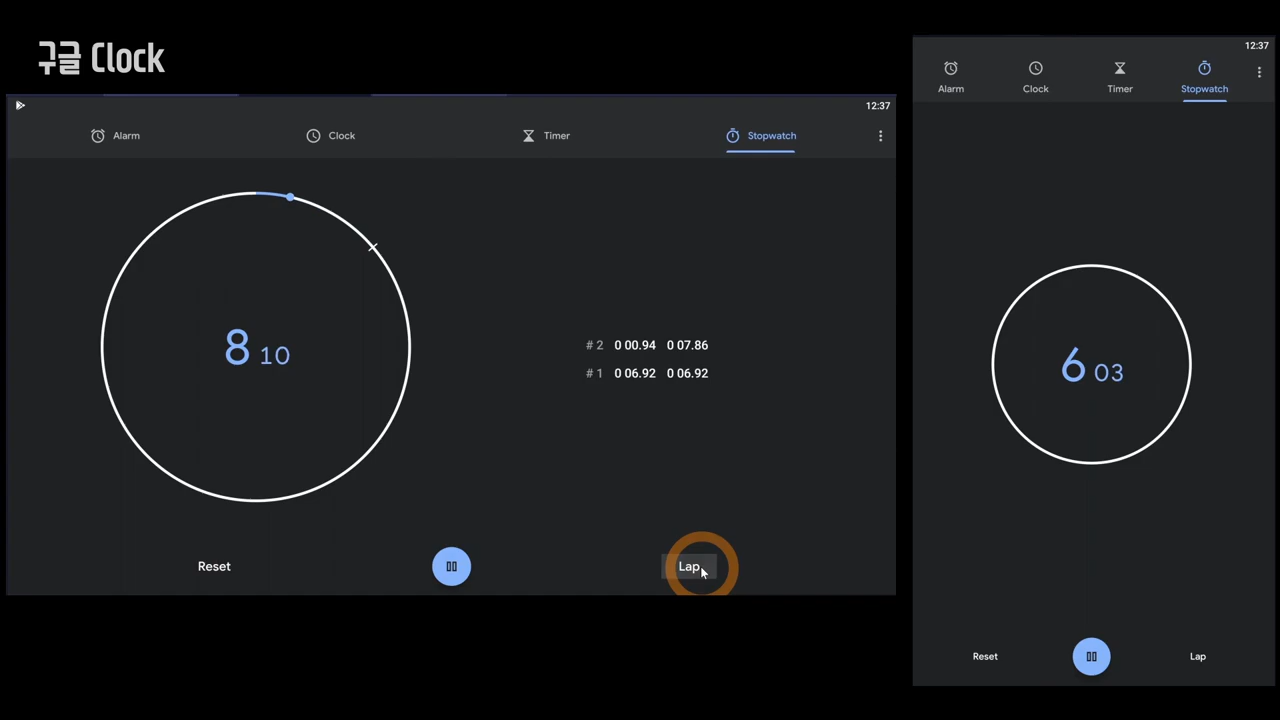 구글 Clock
12:37
Alarm
Clock
Timer
Stopwatch
8 10
# 2 0 00.94 0 07.86
# 1 0 06.92 0 06.92
Reset
Lap
12:37
Alarm
Clock
Timer
Stopwatch
6 03
Reset
Lap